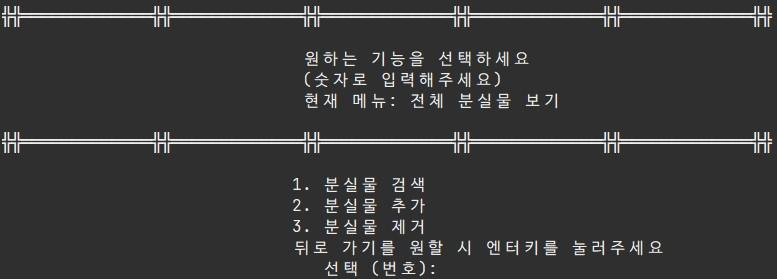 원하는 기능을 선택하세요
(숫자로 입력해주세요)
현재 메뉴: 전체 분실물 보기
1. 분실물 검색
2. 분실물 추가
3. 분실물 제거
뒤로 가기를 원할 시 엔터키를 눌러주세요
선택 (번호):